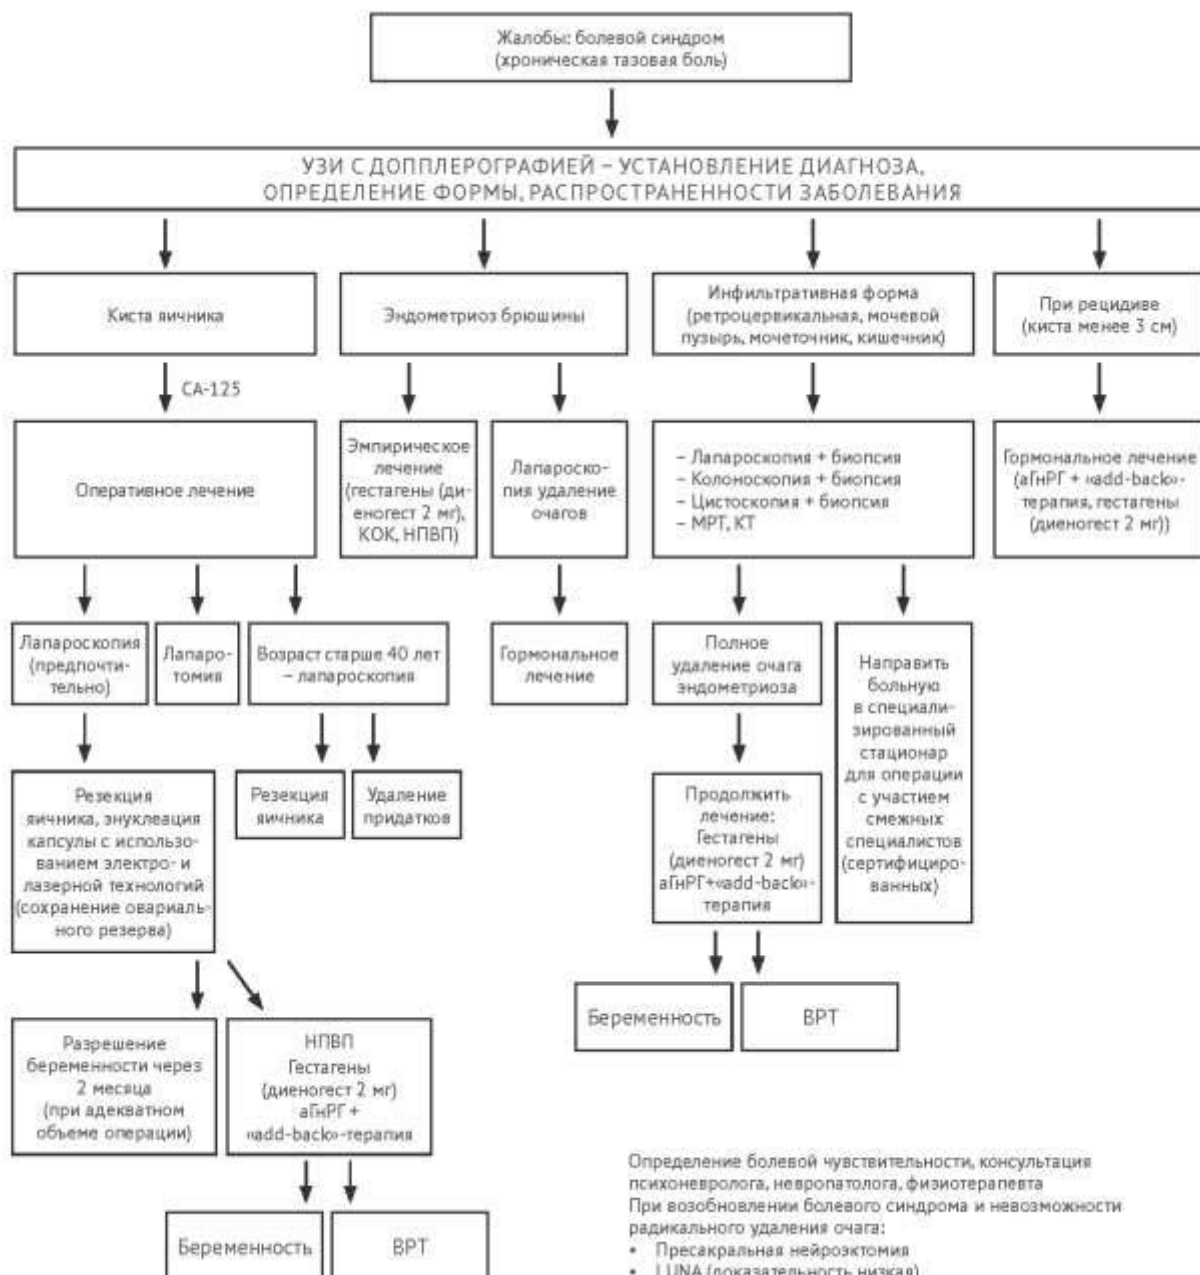 Жалобы: болевой синдром
(хроническая тазовая боль)
УЗИ С ДОППЛЕРОГРАФИЕЙ – УСТАНОВЛЕНИЕ ДИАГНОЗА,
ОПРЕДЕЛЕНИЕ ФОРМЫ, РАСПРОСТРАНЕННОСТИ ЗАБОЛЕВАНИЯ
Киста яичника
Эндометриоз брюшины
Инфильтративная форма
(ретроцервикальная, мочевой
пузырь, мочеточник, кишечник)
При рецидиве
(киста менее 3 см)
СА-125
Оперативное лечение
Эмпирическое
лечение
(гестагены (ди-
еногест 2 мг),
КОК, НПВП)
Лапароско-
пия удаление
очагов
– Лапароскопия + биопсия
– Колоноскопия + биопсия
– Цистоскопия + биопсия
– МРТ, КТ
Гормональное лечение
(аГнРГ + «add-back»-
терапия, гестагены
(диеногест 2 мг))
Лапароскопия
(предпочти-
тельно)
Лапаро-
томия
Возраст старше 40 лет
– лапароскопия
Гормональное
лечение
Полное
удаление очага
эндометриоза
Направить
больную
в специали-
зированный
стационар
для операции
с участием
смежных
специалистов
(сертифициро-
ванных)
Резекция
яичника, энуклеация
капсулы с использо-
ванием электро- и
лазерной технологий
(сохранение овариаль-
ного резерва)
Резекция
яичника
Удаление
придатков
Продолжить
лечение:
Гестагены
(диеногест 2 мг)
аГнРГ+«add-back»-
терапия
Беременность
ВРТ
Разрешение
беременности через
2 месяца
(при адекватном
объеме операции)
НПВП
Гестагены
(диеногест 2 мг)
аГнРГ +
«add-back»-терапия
Беременность
ВРТ
Определение болевой чувствительности, консультация
психоневролога, невропатолога, физиотерапевта
При возобновлении болевого синдрома и невозможности
радикального удаления очага:
• Пресакральная нейроэктомия
• LUNA (доказательность низкая)